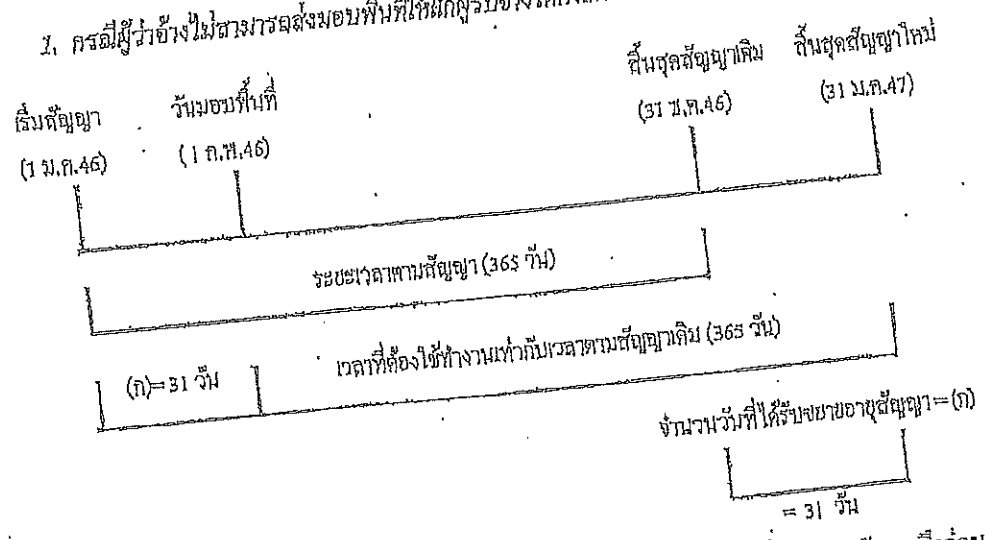 1. กรณีผู้ว่าจ้างไม่สามารถส่งมอบพื้นที่ให้แก่ผู้รับจ้าง
เริ่มสัญญา วันมอบพื้นที่ สิ้นสุดสัญญาเดิม สิ้นสุดสัญญาใหม่
(1 ม.ค.46) (1 ก.พ.46) (31 ธ.ค.46) (31 ม.ค.47)
ระยะเวลาตามสัญญา (365 วัน)
(ก)=31 วัน เวลาที่ต้องใช้ทำงานเท่ากับเวลาตามสัญญาเดิม (365 วัน)
จำนวนวันที่ได้รับขยายอายุสัญญา=(ก)
= 31 วัน